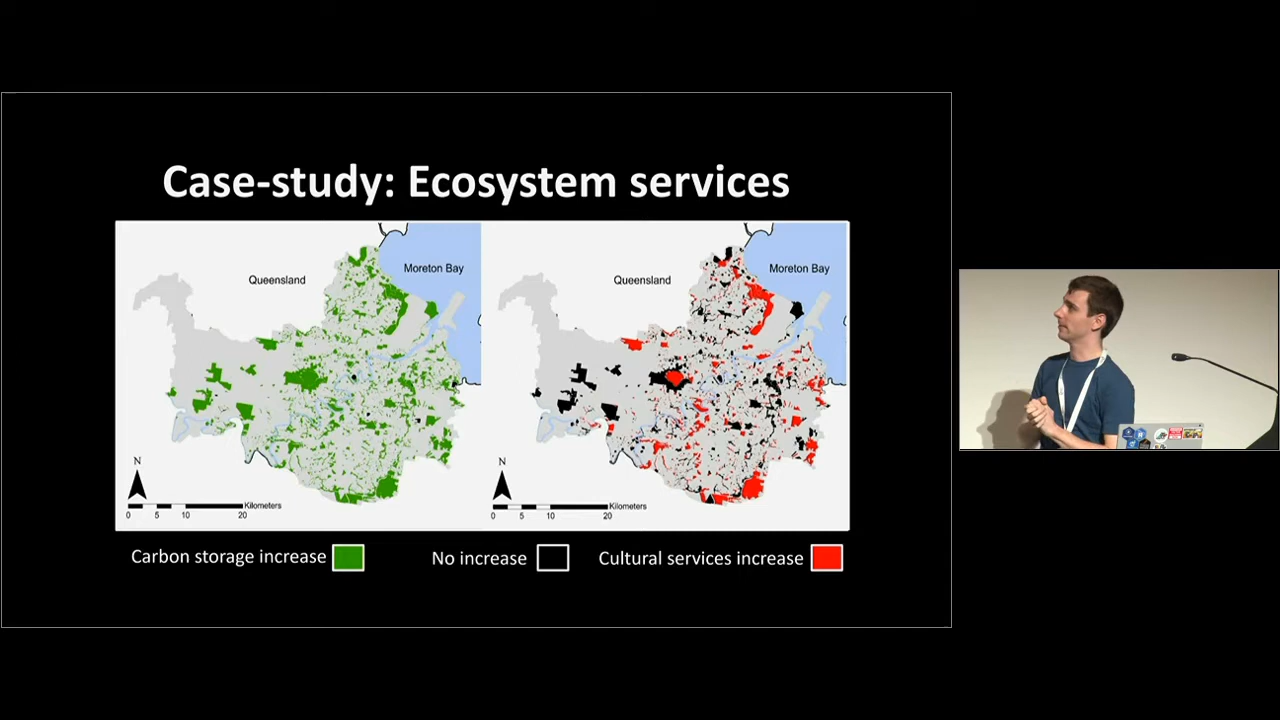 Case-study: Ecosystem services
Queensland
Moreton Bay
N
Kilometers
0 5 10 20
Queensland
Moreton Bay
N
Kilometers
0 5 10 20
Carbon storage increase
No increase
Cultural services increase